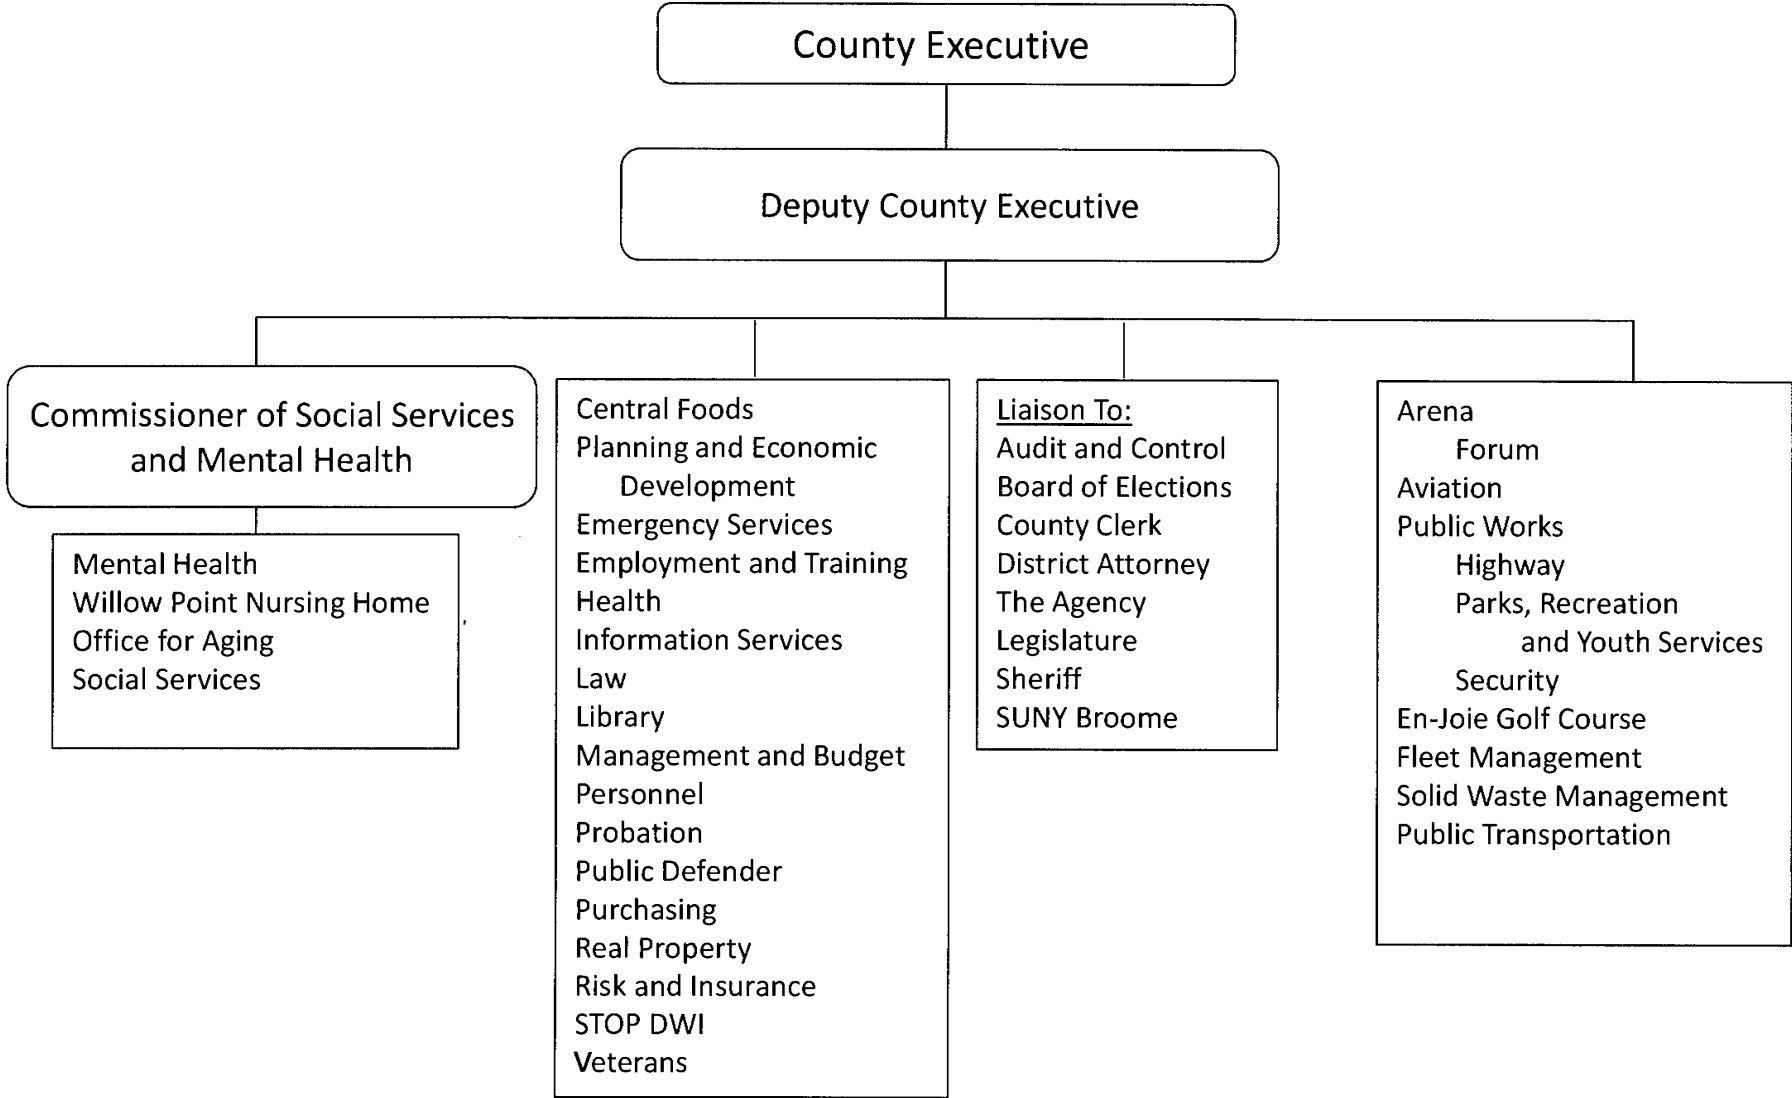 County Executive
Deputy County Executive
Commissioner of Social Services
and Mental Health
Mental Health
Willow Point Nursing Home
Office for Aging
Social Services
Central Foods
Planning and Economic
Development
Emergency Services
Employment and Training
Health
Information Services
Law
Library
Management and Budget
Personnel
Probation
Public Defender
Purchasing
Real Property
Risk and Insurance
STOP DWI
Veterans
Liaison To:
Audit and Control
Board of Elections
County Clerk
District Attorney
The Agency
Legislature
Sheriff
SUNY Broome
Arena
Forum
Aviation
Public Works
Highway
Parks, Recreation
and Youth Services
Security
En-Joie Golf Course
Fleet Management
Solid Waste Management
Public Transportation